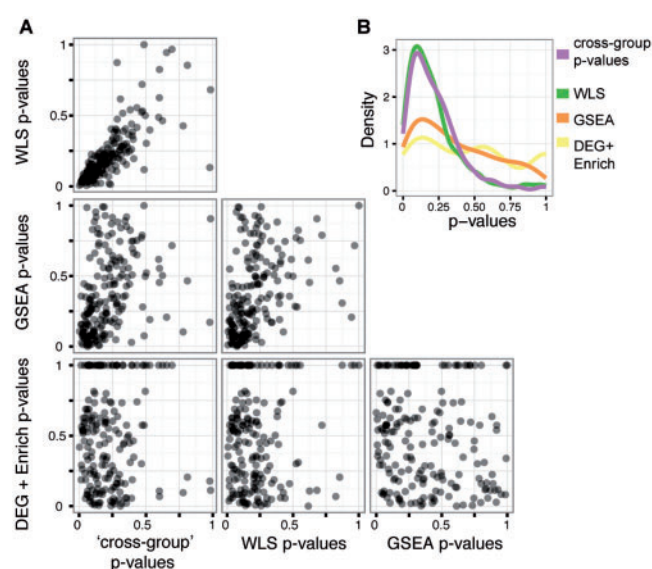 A
WLS p-values
1
0.5
0
B
Density
3
2
1
0
0
0.25
0.5
0.75
1
p-values
cross-group
p-values
WLS
GSEA
DEG+
Enrich
GSEA p-values
1
0.5
0
DEG + Enrich p-values
1
0.5
0
0
0.5
1
'cross-group'
p-values
0
0.5
1
WLS p-values
0
0.5
1
GSEA p-values